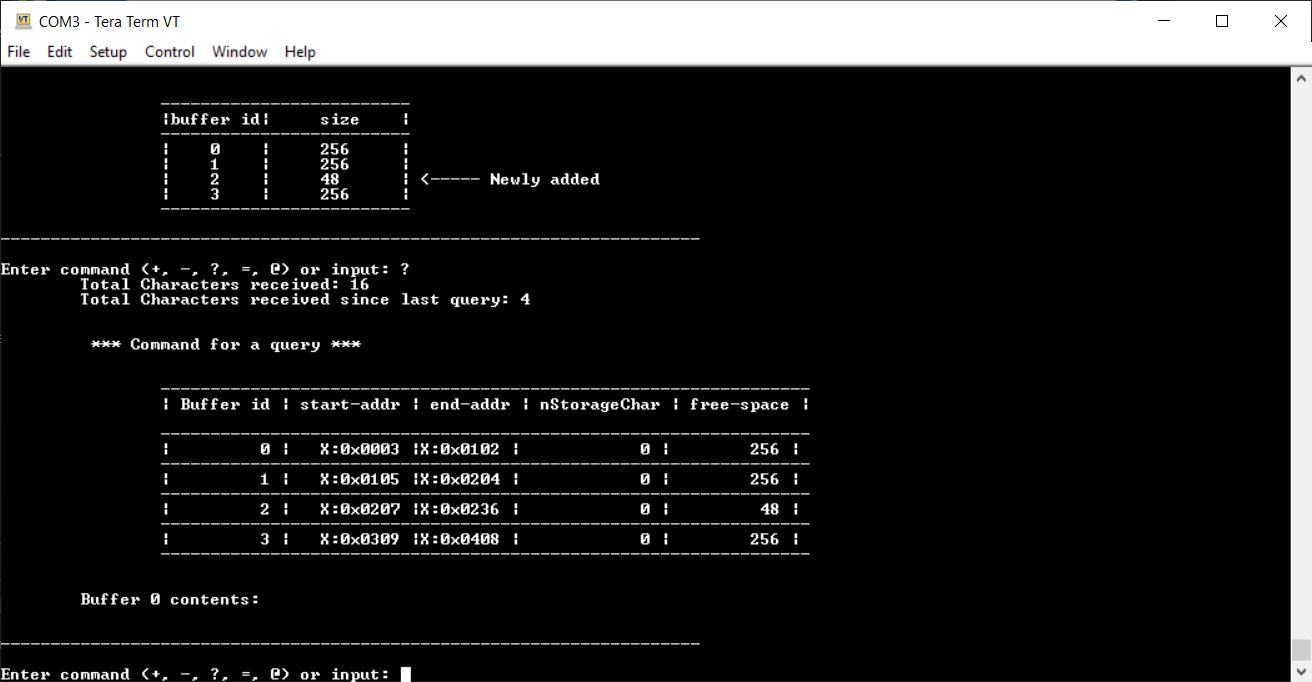 COM3 - Tera Term VT
File Edit Setup Control Window Help
-------------------------
¦buffer id¦     size    ¦
-------------------------
¦    0    ¦     256     ¦
¦    1    ¦     256     ¦
¦    2    ¦     48      ¦ <----- Newly added
¦    3    ¦     256     ¦
-------------------------
----------------------------------------------------------------------
Enter command (+, -, ?, =, @) or input: ?
Total Characters received: 16
Total Characters received since last query: 4
*** Command for a query ***
-----------------------------------------------------------------
¦ Buffer id ¦ start-addr ¦ end-addr ¦ nStorageChar ¦ free-space ¦
-----------------------------------------------------------------
¦         0 ¦   X:0x0003 ¦X:0x0102 ¦            0 ¦        256 ¦
-----------------------------------------------------------------
¦         1 ¦   X:0x0105 ¦X:0x0204 ¦            0 ¦        256 ¦
-----------------------------------------------------------------
¦         2 ¦   X:0x0207 ¦X:0x0236 ¦            0 ¦         48 ¦
-----------------------------------------------------------------
¦         3 ¦   X:0x0309 ¦X:0x0408 ¦            0 ¦        256 ¦
-----------------------------------------------------------------
Buffer 0 contents:
----------------------------------------------------------------------
Enter command (+, -, ?, =, @) or input: